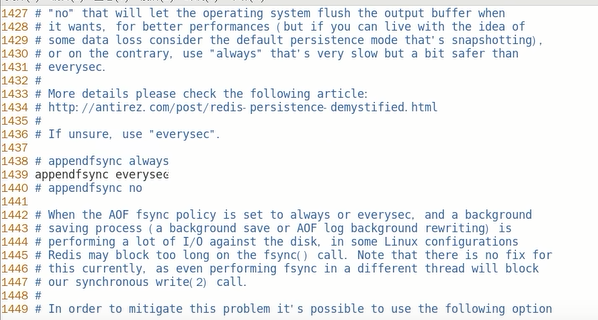 1427 # "no" that will let the operating system flush the output buffer when
1428 # it wants, for better performances (but if you can live with the idea of
1429 # some data loss consider the default persistence mode that's snapshotting),
1430 # or on the contrary, use "always" that's very slow but a bit safer than
1431 # everysec.
1432 #
1433 # More details please check the following article:
1434 # http://antirez.com/post/redis-persistence-demystified.html
1435 #
1436 # If unsure, use "everysec".
1437
1438 # appendfsync always
1439 appendfsync everysec
1440 # appendfsync no
1441
1442 # When the AOF fsync policy is set to always or everysec, and a background
1443 # saving process (a background save or AOF log background rewriting) is
1444 # performing a lot of I/O against the disk, in some Linux configurations
1445 # Redis may block too long on the fsync() call. Note that there is no fix for
1446 # this currently, as even performing fsync in a different thread will block
1447 # our synchronous write(2) call.
1448 #
1449 # In order to mitigate this problem it's possible to use the following option